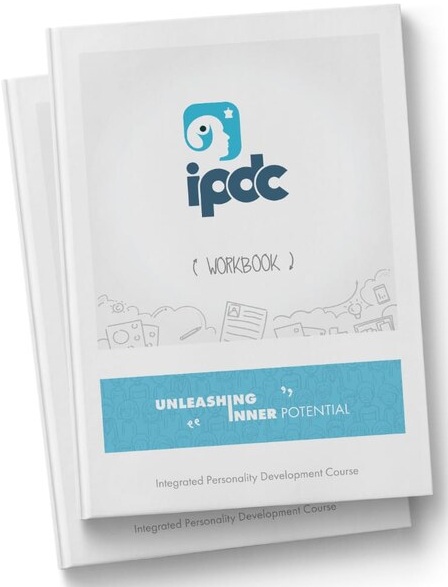 ipdc
( WORKBOOK )
UNLEASHING
INNER POTENTIAL
Integrated Personality Development Course
Integrated Personality Development Course